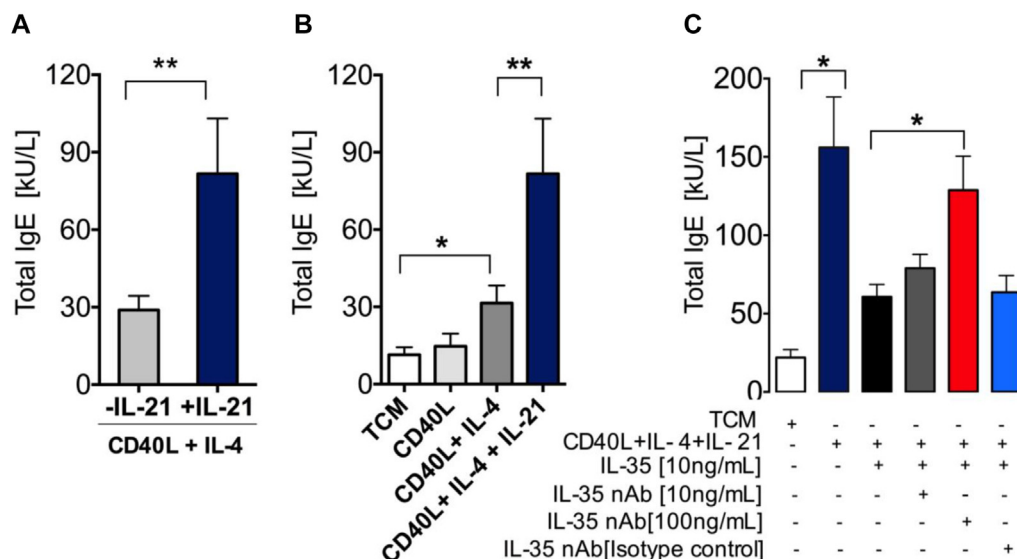 A
B
C
Total IgE [kU/L]
120
90
60
30
0
**
-IL-21 +IL-21
CD40L + IL-4
Total IgE [kU/L]
120
90
60
30
0
*
**
TCM
CD40L
CD40L+ IL-4
CD40L+ IL-4 + IL-21
Total IgE [kU/L]
200
150
100
50
0
*
*
TCM + - - - - -
CD40L+IL- 4+IL- 21 - + + + + +
IL-35 [10ng/mL] - - + + + +
IL-35 nAb [10ng/mL] - - - + - -
IL-35 nAb[100ng/mL] - - - - + -
IL-35 nAb[Isotype control] - - - - - +